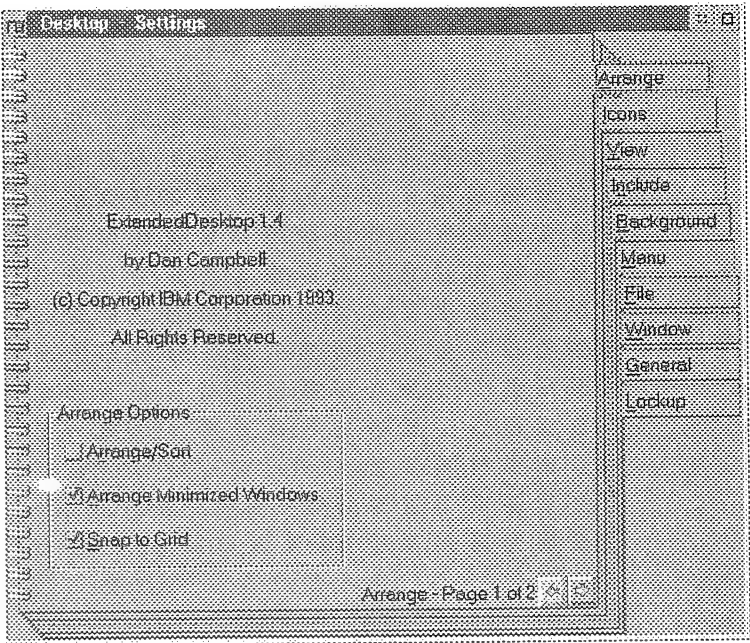 Desktop - Settings
Arrange
Icons
View
Include
Background
Menu
File
Window
General
Lockup
ExtendedDesktop 1.4
by Dan Campbell
(c) Copyright IBM Corporation 1993.
All Rights Reserved.
Arrange Options
Arrange/Sort
Arrange Minimized Windows
Snap to Grid
Arrange - Page 1 of 2